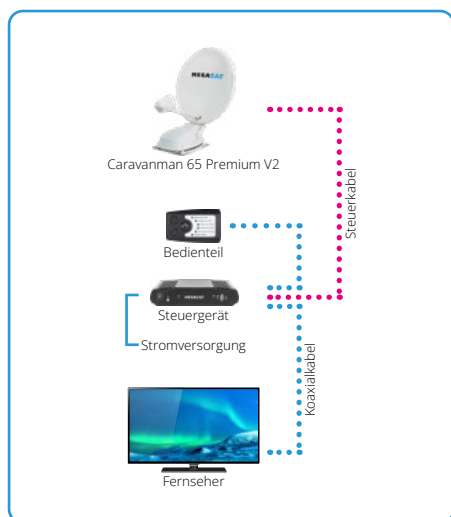 MEGASAT
Caravanman 65 Premium V2
Steuerkabel
Bedienteil
MEGASAT
Steuergerät
Stromversorgung
Koaxialkabel
Fernseher